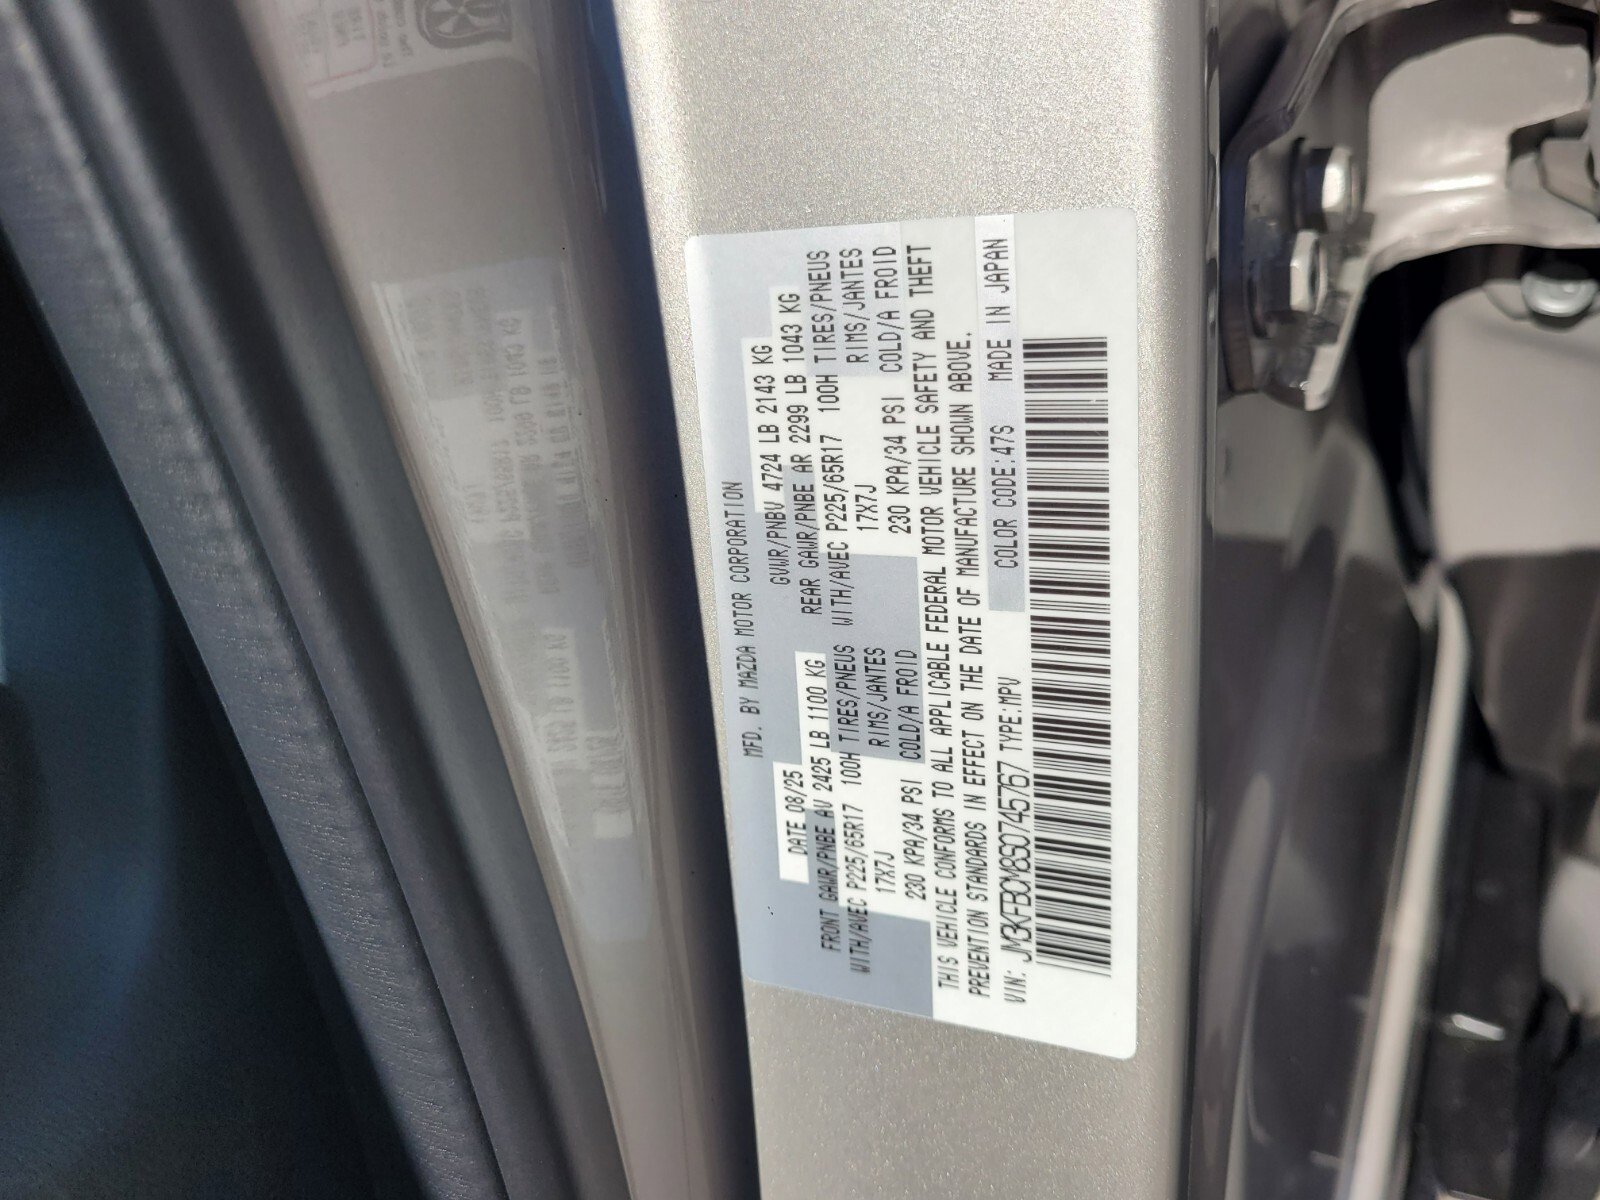 MFD. BY MAZDA MOTOR CORPORATION
DATE 08/25 GVWR/PNBV 4724 LB 2143 KG
FRONT GAWR/PNBE AV 2425 LB 1100 KG REAR GAWR/PNBE AR 2299 LB 1043 KG
WITH/AVEC P225/65R17 100H TIRES/PNEUS WITH/AVEC P225/65R17 100H TIRES/PNEUS
17X7J RIMS/JANTES 17X7J RIMS/JANTES
230 KPA/34 PSI COLD/A FROID 230 KPA/34 PSI COLD/A FROID
THIS VEHICLE CONFORMS TO ALL APPLICABLE FEDERAL MOTOR VEHICLE SAFETY AND THEFT
PREVENTION STANDARDS IN EFFECT ON THE DATE OF MANUFACTURE SHOWN ABOVE.
VIN: JM3KFBCM8S0745767 TYPE:MPV COLOR CODE:47S MADE IN JAPAN